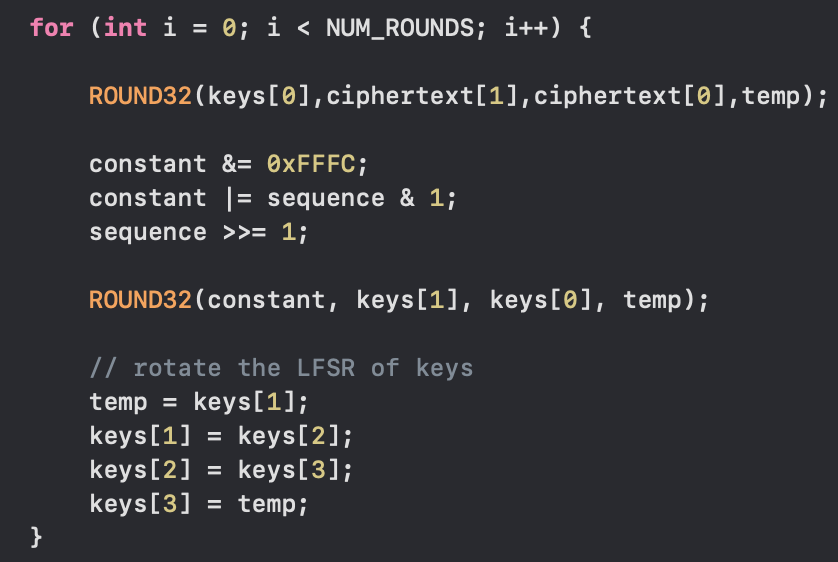 for (int i = 0; i < NUM_ROUNDS; i++) {
ROUND32(keys[0],ciphertext[1],ciphertext[0],temp);
constant &= 0xFFFC;
constant |= sequence & 1;
sequence >>= 1;
ROUND32(constant, keys[1], keys[0], temp);
// rotate the LFSR of keys
temp = keys[1];
keys[1] = keys[2];
keys[2] = keys[3];
keys[3] = temp;
}